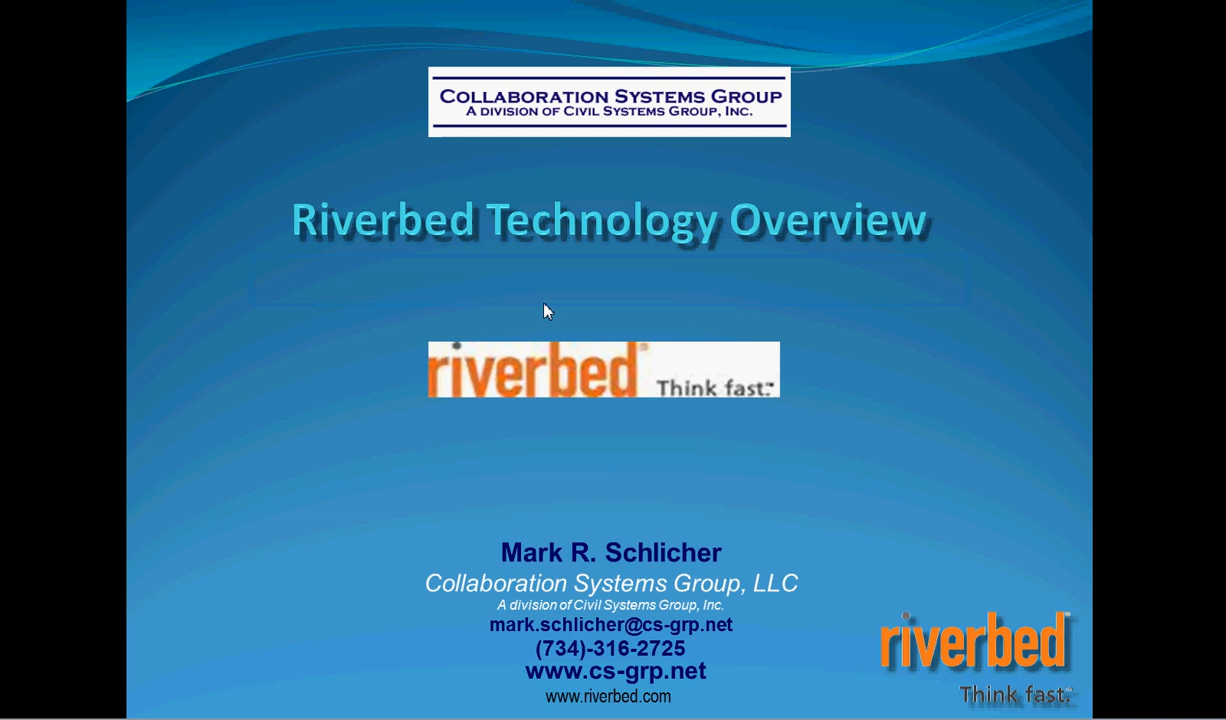 COLLABORATION SYSTEMS GROUP
A DIVISION OF CIVIL SYSTEMS GROUP, INC.
Riverbed Technology Overview
riverbed® Think fast.™
Mark R. Schlicher
Collaboration Systems Group, LLC
A division of Civil Systems Group, Inc.
mark.schlicher@cs-grp.net
(734)-316-2725
www.cs-grp.net
www.riverbed.com
riverbed®
Think fast.™